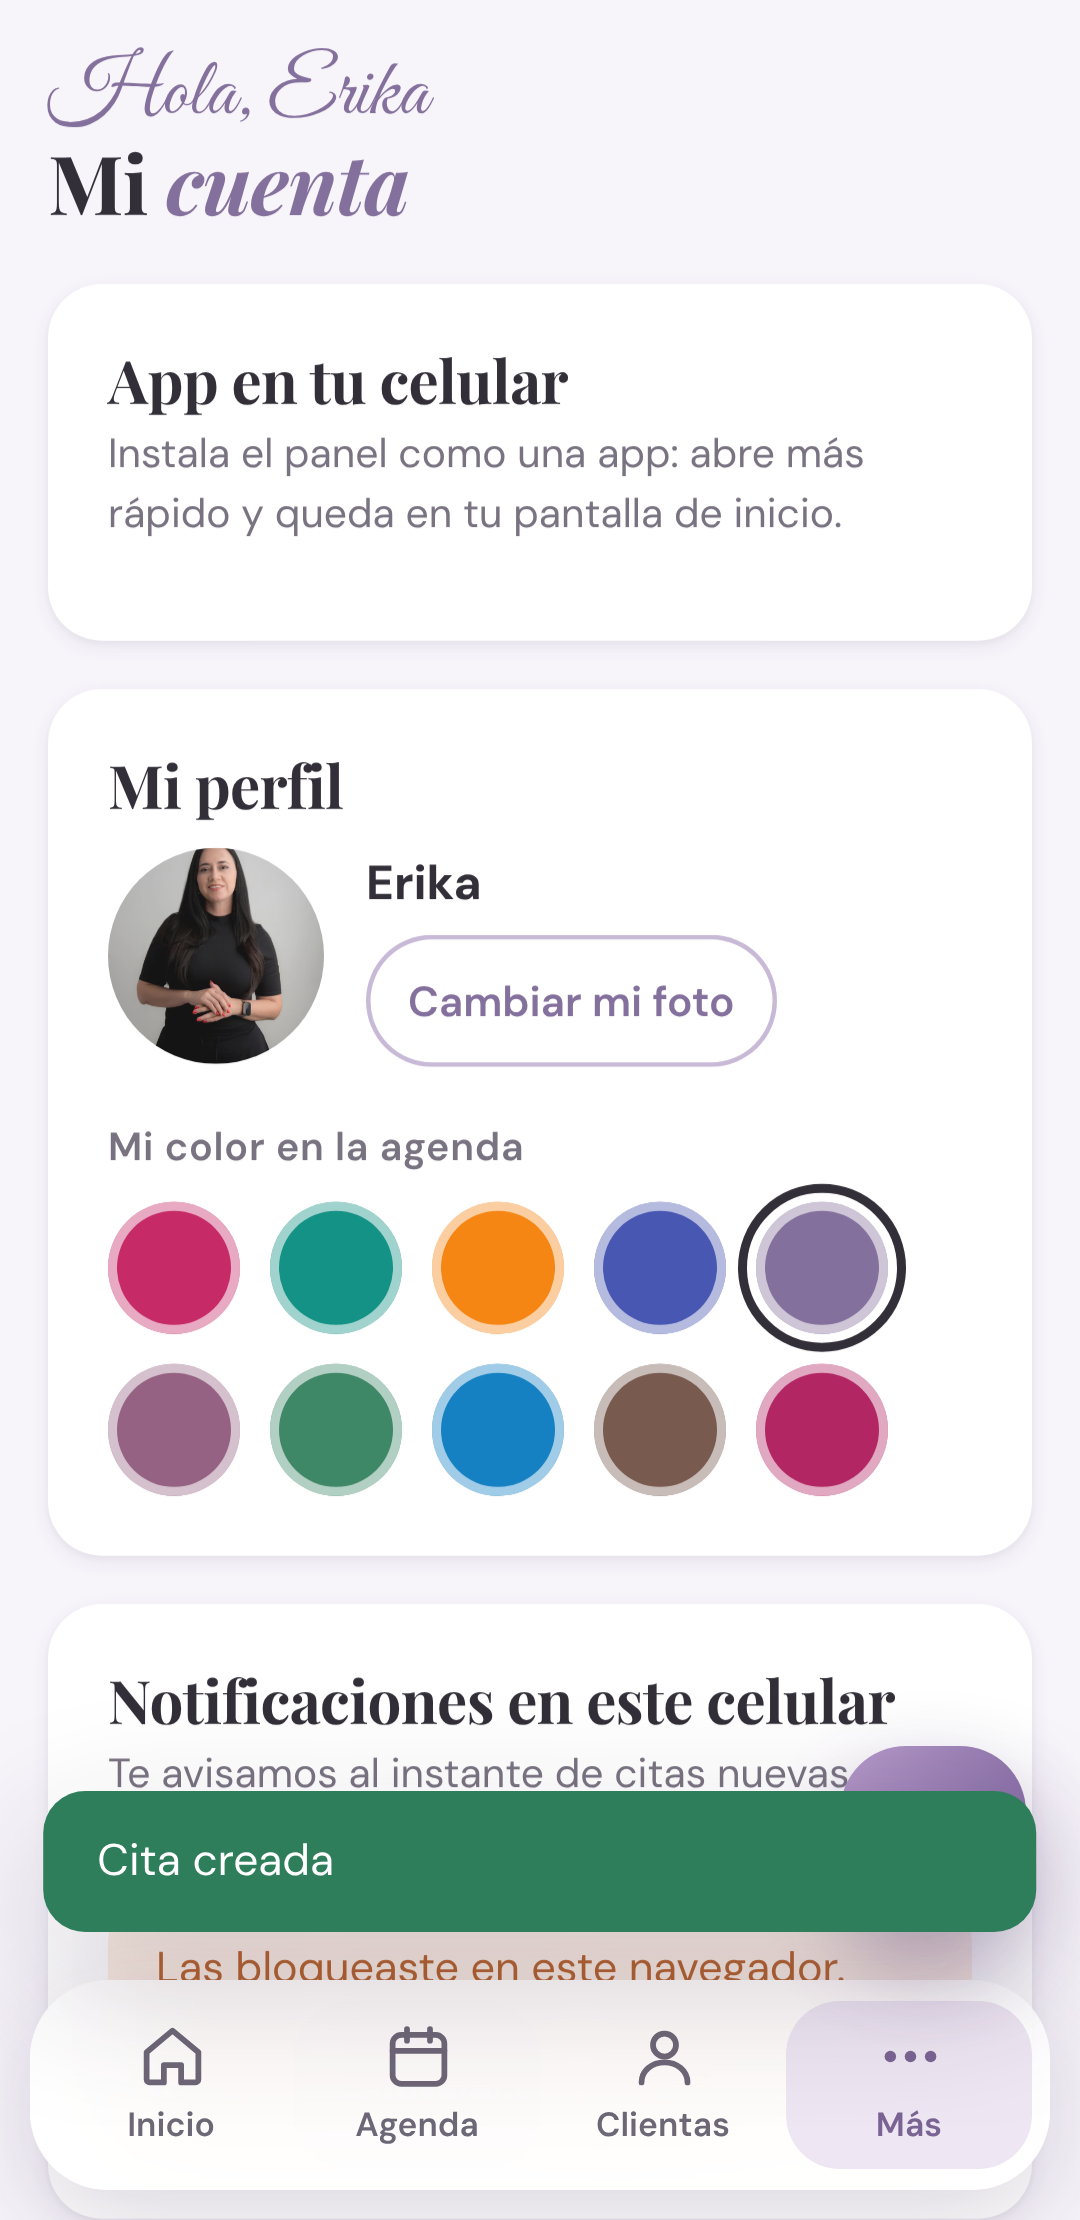 Hola, Erika
Mi cuenta
App en tu celular
Instala el panel como una app: abre más
rápido y queda en tu pantalla de inicio.
Mi perfil
Erika
Cambiar mi foto
Mi color en la agenda
Notificaciones en este celular
Te avisamos al instante de citas nuevas
Cita creada
Las bloqueaste en este navegador.
Inicio
Agenda
Clientas
Más